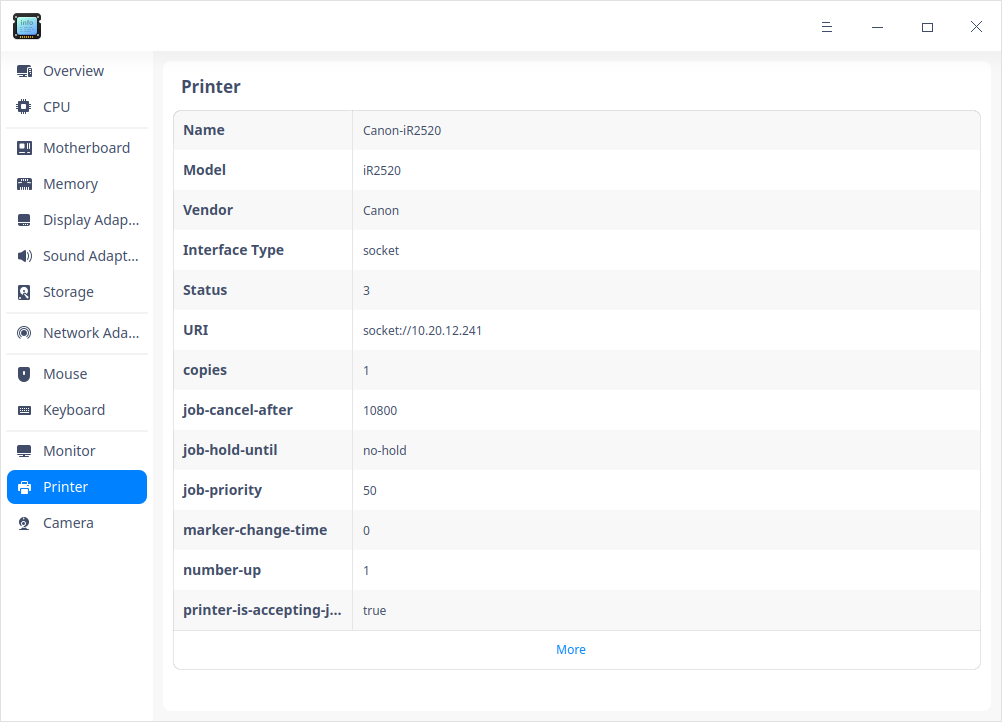 info
Overview
CPU
Motherboard
Memory
Display Adap...
Sound Adapt...
Storage
Network Ada...
Mouse
Keyboard
Monitor
Printer
Camera
Printer
Name Canon-iR2520
Model iR2520
Vendor Canon
Interface Type socket
Status 3
URI socket://10.20.12.241
copies 1
job-cancel-after 10800
job-hold-until no-hold
job-priority 50
marker-change-time 0
number-up 1
printer-is-accepting-j... true
More